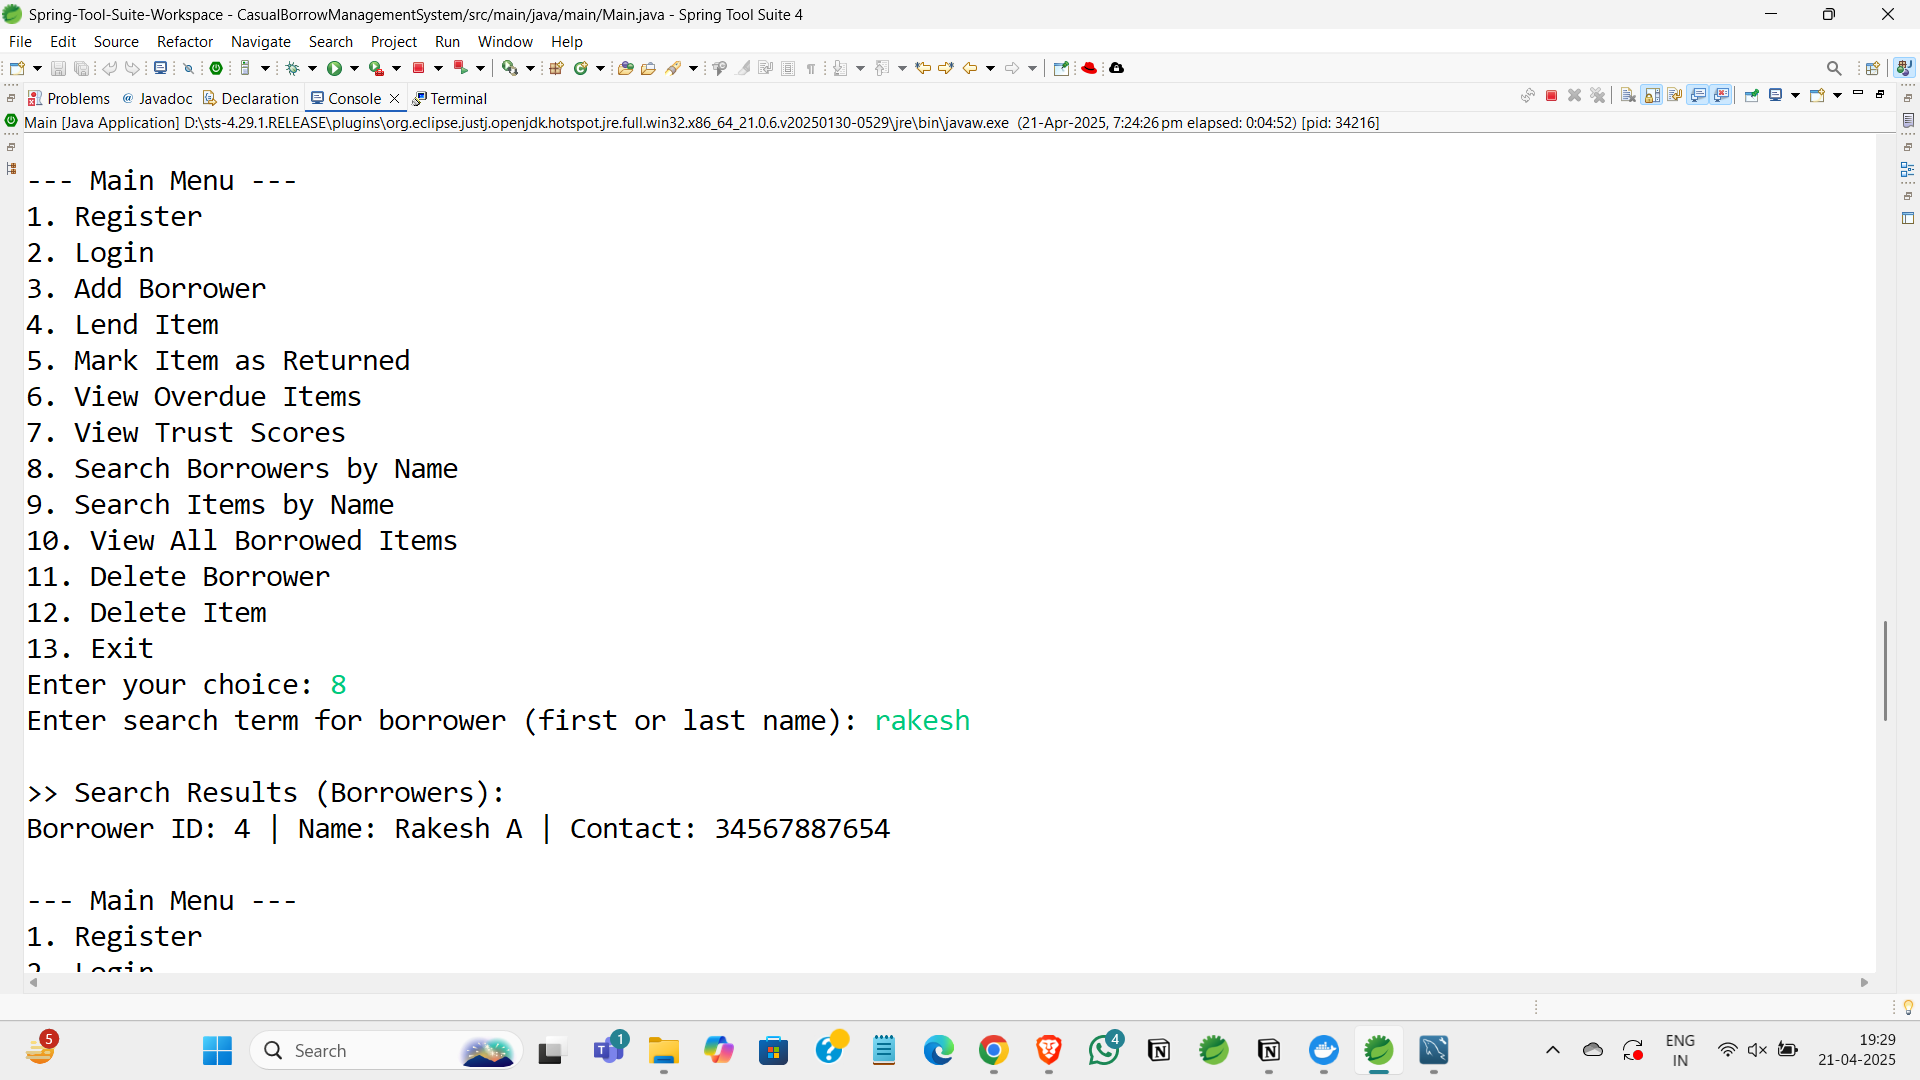 Spring-Tool-Suite-Workspace - CasualBorrowManagementSystem/src/main/java/main/Main.java - Spring Tool Suite 4
File Edit Source Refactor Navigate Search Project Run Window Help
Problems @ Javadoc Declaration Console Terminal
Main [Java Application] D:\sts-4.29.1.RELEASE\plugins\org.eclipse.justj.openjdk.hotspot.jre.full.win32.x86_64_21.0.6.v20250130-0529\jre\bin\javaw.exe (21-Apr-2025, 7:24:26 pm elapsed: 0:04:52) [pid: 34216]
--- Main Menu ---
1. Register
2. Login
3. Add Borrower
4. Lend Item
5. Mark Item as Returned
6. View Overdue Items
7. View Trust Scores
8. Search Borrowers by Name
9. Search Items by Name
10. View All Borrowed Items
11. Delete Borrower
12. Delete Item
13. Exit
Enter your choice: 8
Enter search term for borrower (first or last name): rakesh
>> Search Results (Borrowers):
Borrower ID: 4 | Name: Rakesh A | Contact: 34567887654
--- Main Menu ---
1. Register
2. Login
5
Search
1
4
ENG
IN
19:29
21-04-2025